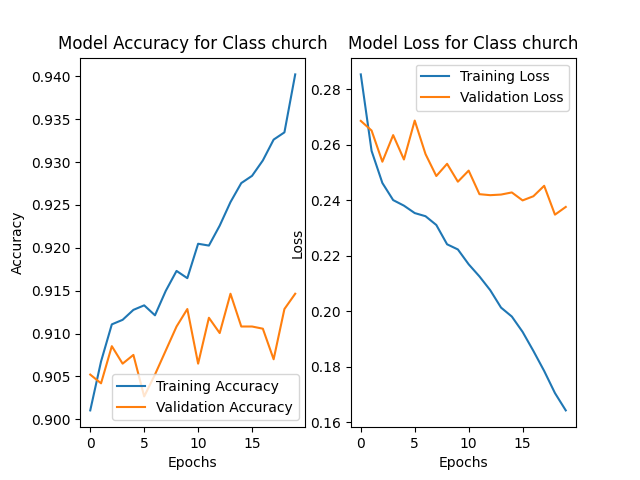 Model Accuracy for Class church
0.940
0.935
0.930
0.925
0.920
0.915
0.910
0.905
0.900
Accuracy
Training Accuracy
Validation Accuracy
0 5 10 15
Epochs
Model Loss for Class church
Training Loss
Validation Loss
0.28
0.26
0.24
0.22
0.20
0.18
0.16
Loss
0 5 10 15
Epochs